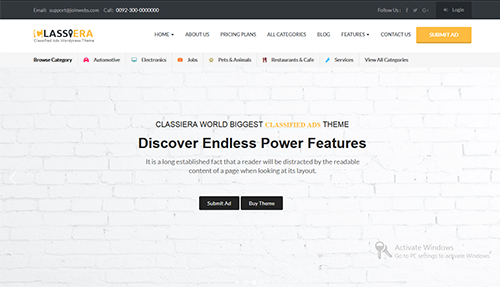 Email: support@joinwebs.com Call: 0092-300-0000000 Follow Us : Login
CLASSIERA
Classified Ads Wordpress Theme
HOME ABOUT US PRICING PLANS ALL CATEGORIES BLOG FEATURES CONTACT US SUBMIT AD
Browse Category Automotive Electronics Jobs Pets & Animals Restaurants & Cafe Services View All Categories
CLASSIERA WORLD BIGGEST CLASSIFIED ADS THEME
Discover Endless Power Features
It is a long established fact that a reader will be distracted by the readable
content of a page when looking at its layout.
Submit Ad Buy Theme
Activate Windows
Go to PC settings to activate Windows.